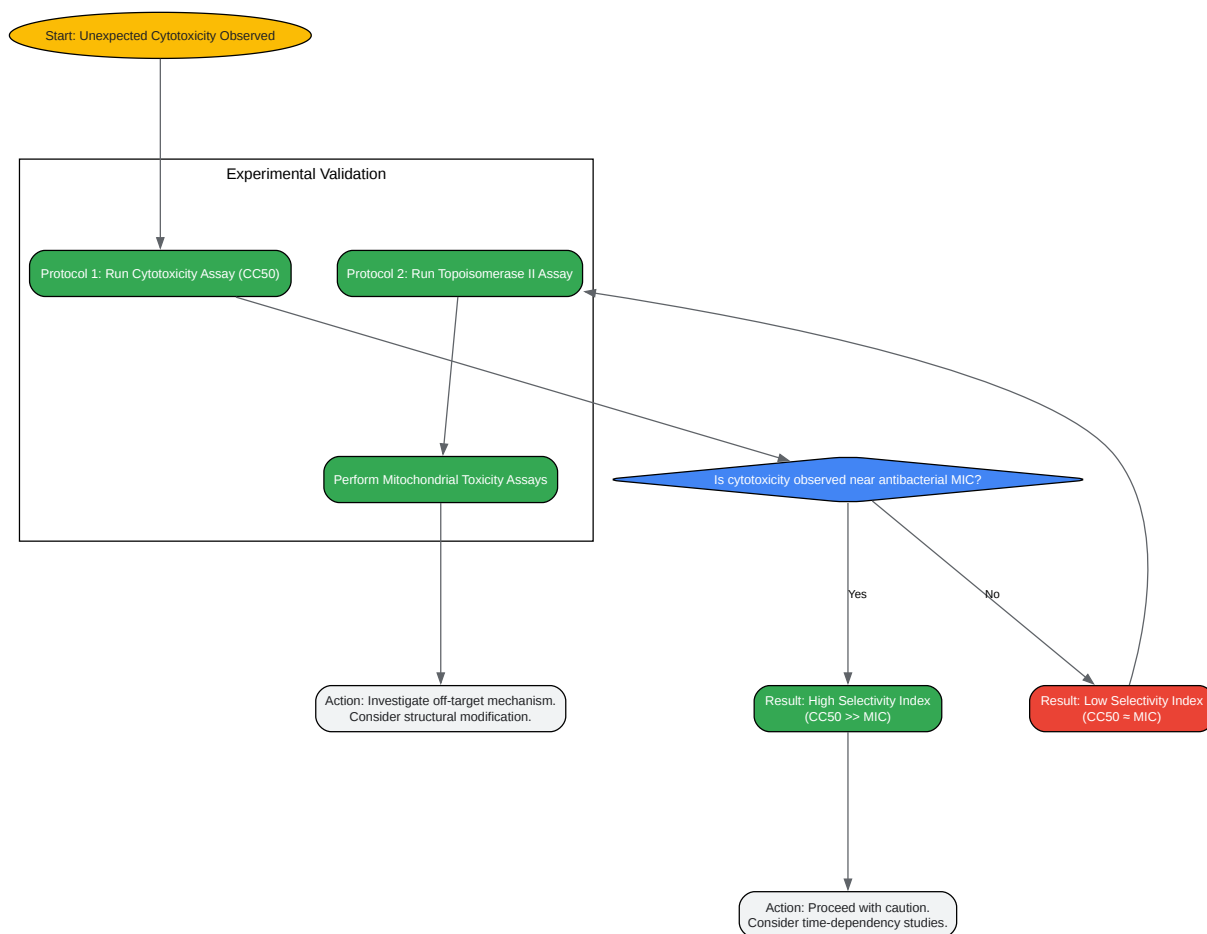 Start: Unexpected Cytotoxicity Observed
Experimental Validation
Protocol 1: Run Cytotoxicity Assay (CC50)
Protocol 2: Run Topoisomerase II Assay
Perform Mitochondrial Toxicity Assays
Is cytotoxicity observed near antibacterial MIC?
Yes
No
Action: Investigate off-target mechanism.
Consider structural modification.
Result: High Selectivity Index
(CC50 >> MIC)
Result: Low Selectivity Index
(CC50 ≈ MIC)
Action: Proceed with caution.
Consider time-dependency studies.